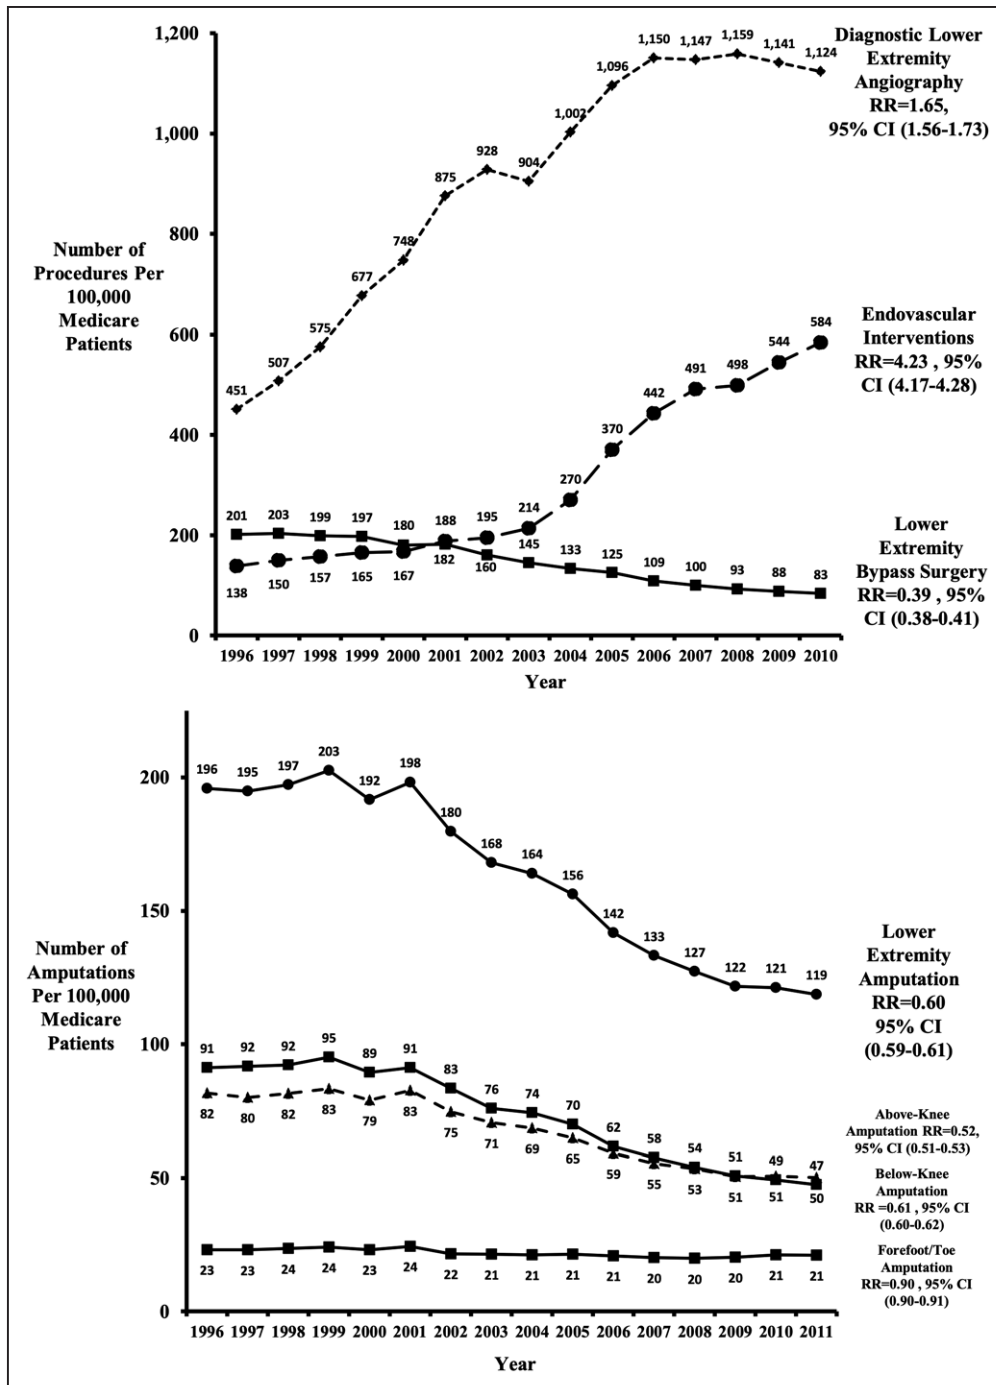 1,200
1,000
800
600
400
200
0
Number of
Procedures Per
100,000
Medicare
Patients
451 507 575 677 748 875 928 904 1,002 1,096 1,150 1,147 1,159 1,141 1,124
Diagnostic Lower
Extremity
Angiography
RR=1.65,
95% CI (1.56-1.73)
138 150 157 165 167 188 195 214 270 370 442 491 498 544 584
Endovascular
Interventions
RR=4.23 , 95%
CI (4.17-4.28)
201 203 199 197 180 182 160 145 133 125 109 100 93 88 83
Lower
Extremity
Bypass Surgery
RR=0.39 , 95%
CI (0.38-0.41)
1996 1997 1998 1999 2000 2001 2002 2003 2004 2005 2006 2007 2008 2009 2010
Year
200
150
100
50
0
Number of
Amputations
Per 100,000
Medicare
Patients
196 195 197 203 192 198 180 168 164 156 142 133 127 122 121 119
Lower
Extremity
Amputation
RR=0.60
95% CI
(0.59-0.61)
91 92 92 95 89 91 83 76 74 70 62 58 54 51 49 47
Above-Knee
Amputation RR=0.52,
95% CI (0.51-0.53)
82 80 82 83 79 83 75 71 69 65 59 55 53 51 51 50
Below-Knee
Amputation
RR =0.61 , 95% CI
(0.60-0.62)
23 23 24 24 23 24 22 21 21 21 21 20 20 20 21 21
Forefoot/Toe
Amputation
RR=0.90 , 95% CI
(0.90-0.91)
1996 1997 1998 1999 2000 2001 2002 2003 2004 2005 2006 2007 2008 2009 2010 2011
Year